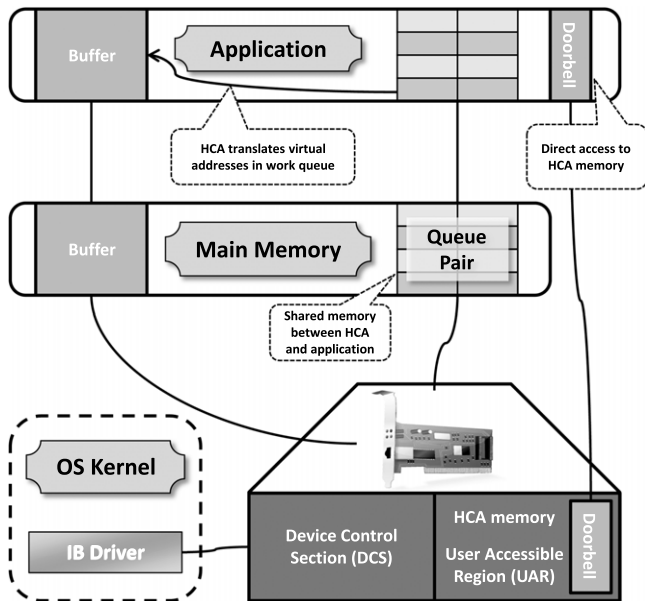 Buffer
Application
Doorbell
HCA translates virtual
addresses in work queue
Direct access to
HCA memory
Buffer
Main Memory
Queue
Pair
Shared memory
between HCA
and application
OS Kernel
IB Driver
Device Control
Section (DCS)
HCA memory
User Accessible
Region (UAR)
Doorbell